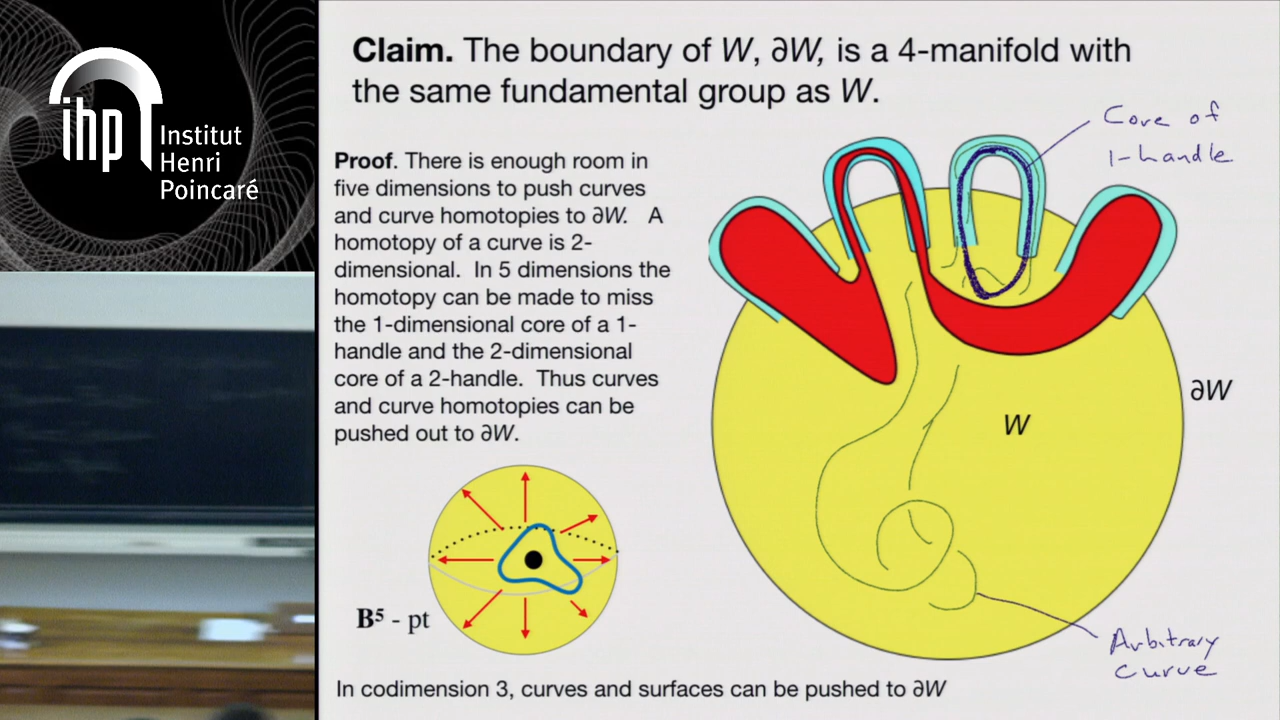 ihp
Institut
Henri
Poincaré
Claim. The boundary of W, ∂W, is a 4-manifold with
the same fundamental group as W.
Proof. There is enough room in
five dimensions to push curves
and curve homotopies to ∂W. A
homotopy of a curve is 2-
dimensional. In 5 dimensions the
homotopy can be made to miss
the 1-dimensional core of a 1-
handle and the 2-dimensional
core of a 2-handle. Thus curves
and curve homotopies can be
pushed out to ∂W.
Core of
1-handle
∂W
W
B⁵ - pt
Arbitrary
curve
In codimension 3, curves and surfaces can be pushed to ∂W